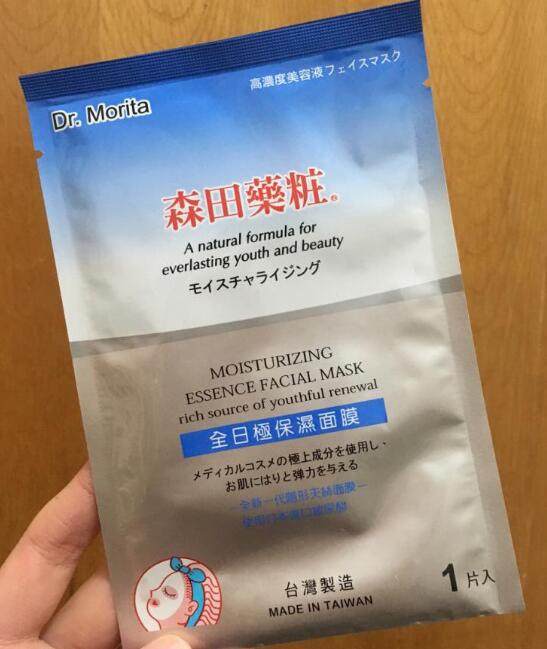 高濃度美容液フェイスマスク
Dr. Morita
森田藥粧®
A natural formula for
everlasting youth and beauty
モイスチャライジング
MOISTURIZING
ESSENCE FACIAL MASK
rich source of youthful renewal
全日極保濕面膜
メディカルコスメの極上成分を使用し、
お肌にはりと弾力を与える
台灣製造
MADE IN TAIWAN
1片入